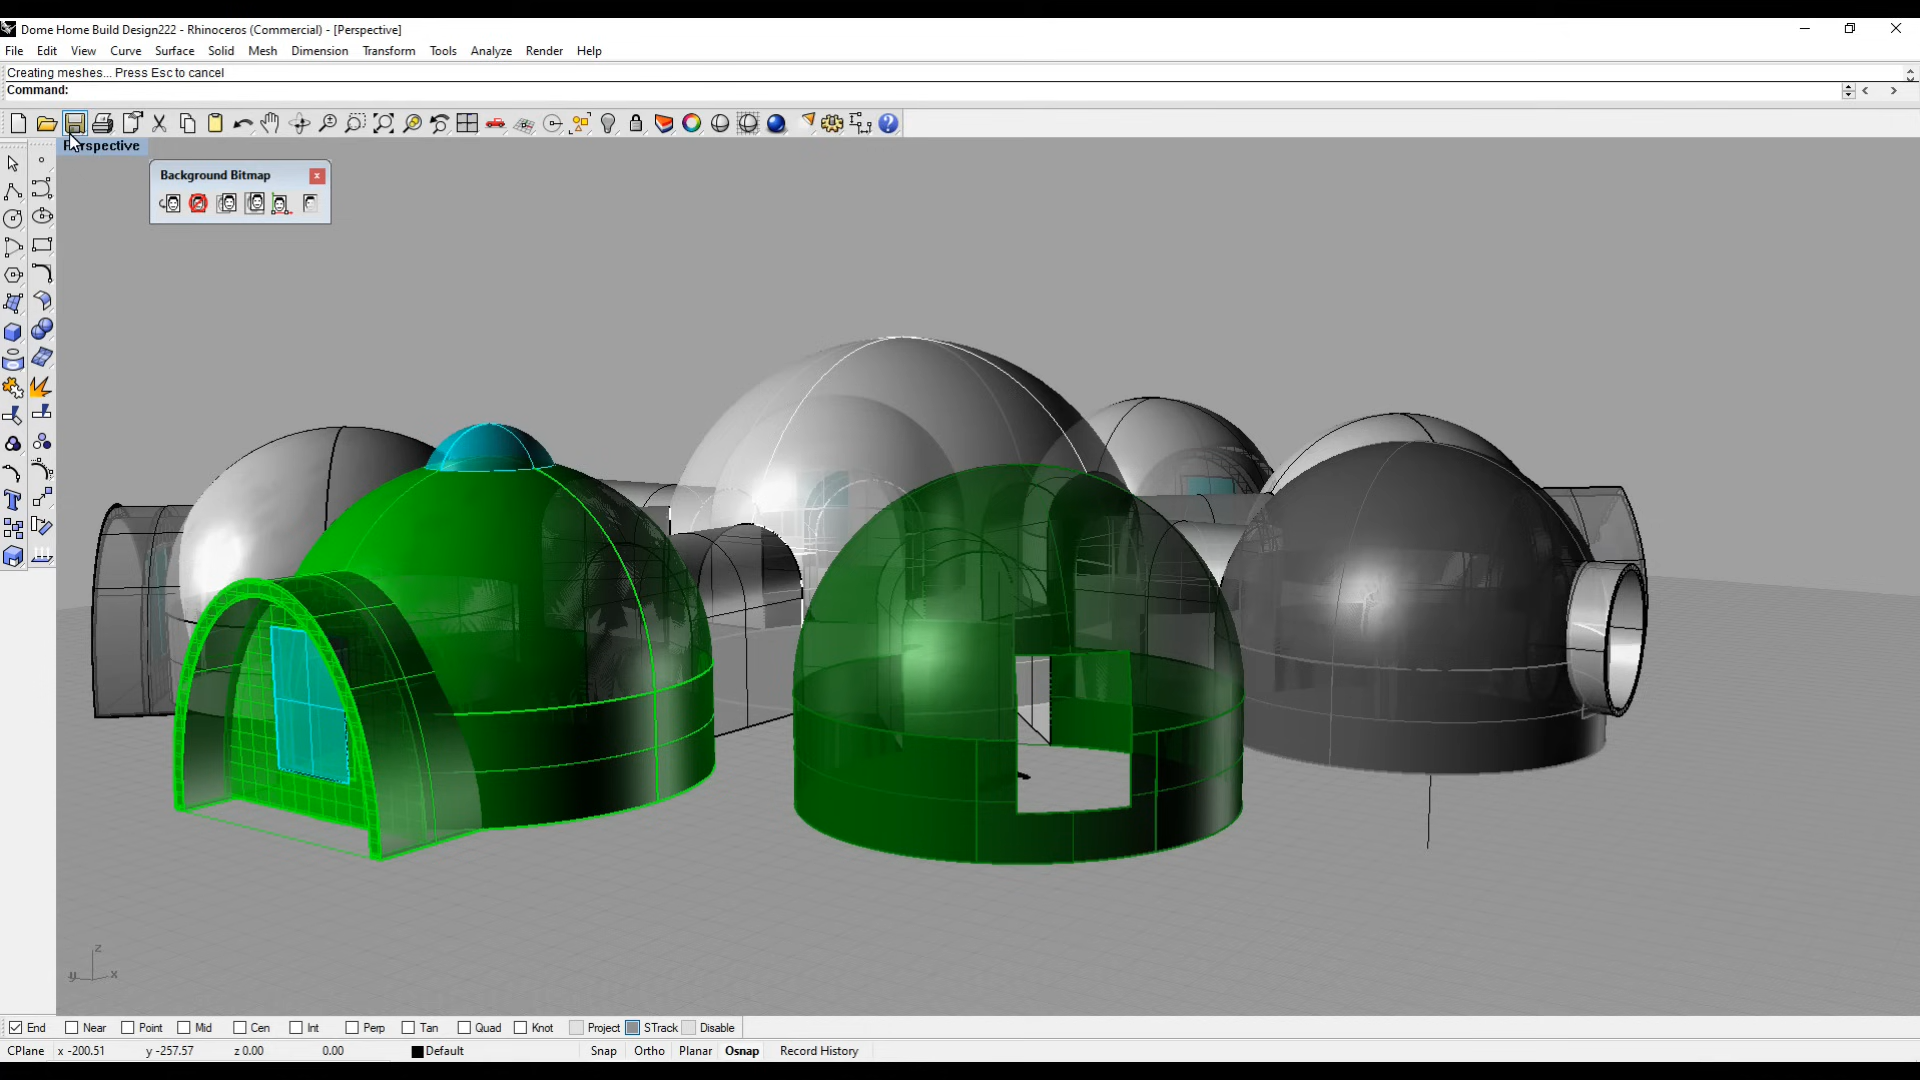 Dome Home Build Design222 - Rhinoceros (Commercial) - [Perspective]
File Edit View Curve Surface Solid Mesh Dimension Transform Tools Analyze Render Help
Creating meshes... Press Esc to cancel
Command:
Perspective
Background Bitmap
z
y x
End Near Point Mid Cen Int Perp Tan Quad Knot Project STrack Disable
CPlane x -200.51 y -257.57 z 0.00 0.00 Default Snap Ortho Planar Osnap Record History